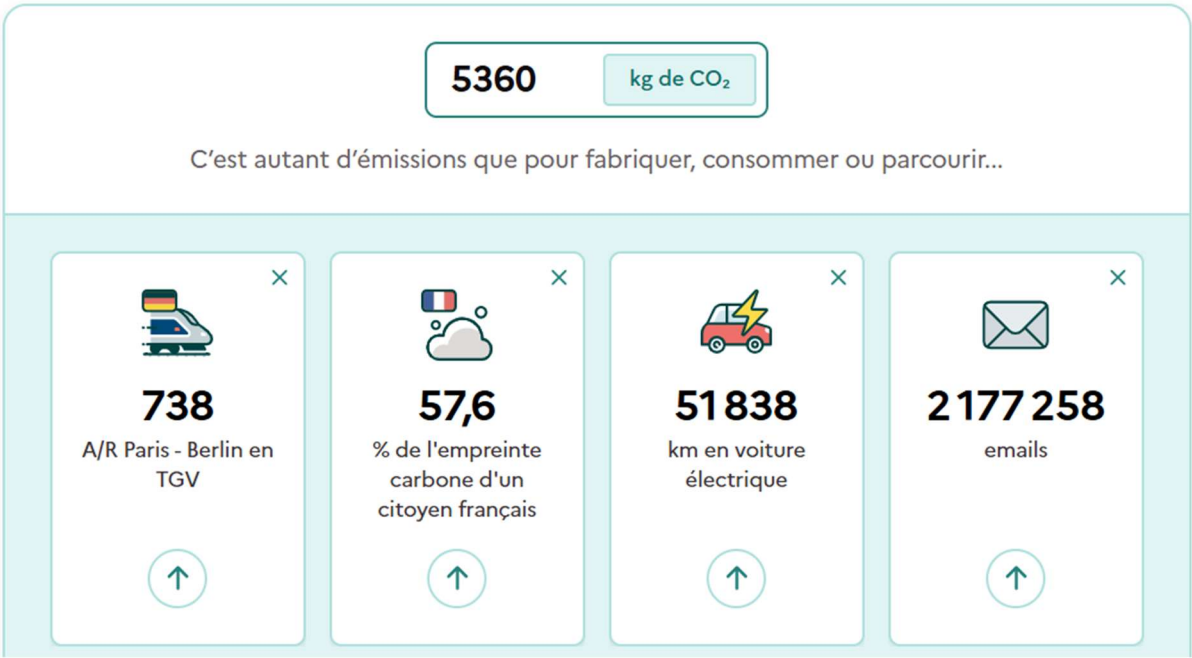 5360 kg de CO₂
C’est autant d’émissions que pour fabriquer, consommer ou parcourir...
738
A/R Paris - Berlin en
TGV
57,6
% de l'empreinte
carbone d'un
citoyen français
51 838
km en voiture
électrique
2 177 258
emails